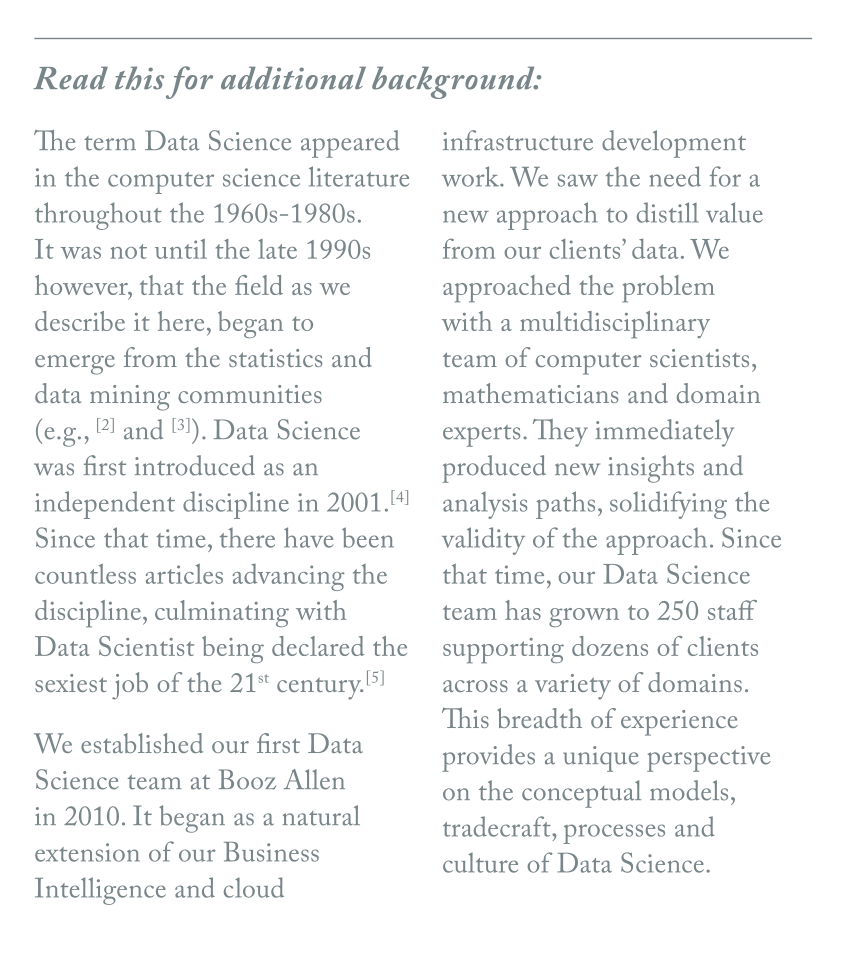 Read this for additional background:
The term Data Science appeared
in the computer science literature
throughout the 1960s-1980s.
It was not until the late 1990s
however, that the field as we
describe it here, began to
emerge from the statistics and
data mining communities
(e.g., [2] and [3]). Data Science
was first introduced as an
independent discipline in 2001.[4]
Since that time, there have been
countless articles advancing the
discipline, culminating with
Data Scientist being declared the
sexiest job of the 21st century.[5]
We established our first Data
Science team at Booz Allen
in 2010. It began as a natural
extension of our Business
Intelligence and cloud
infrastructure development
work. We saw the need for a
new approach to distill value
from our clients’ data. We
approached the problem
with a multidisciplinary
team of computer scientists,
mathematicians and domain
experts. They immediately
produced new insights and
analysis paths, solidifying the
validity of the approach. Since
that time, our Data Science
team has grown to 250 staff
supporting dozens of clients
across a variety of domains.
This breadth of experience
provides a unique perspective
on the conceptual models,
tradecraft, processes and
culture of Data Science.